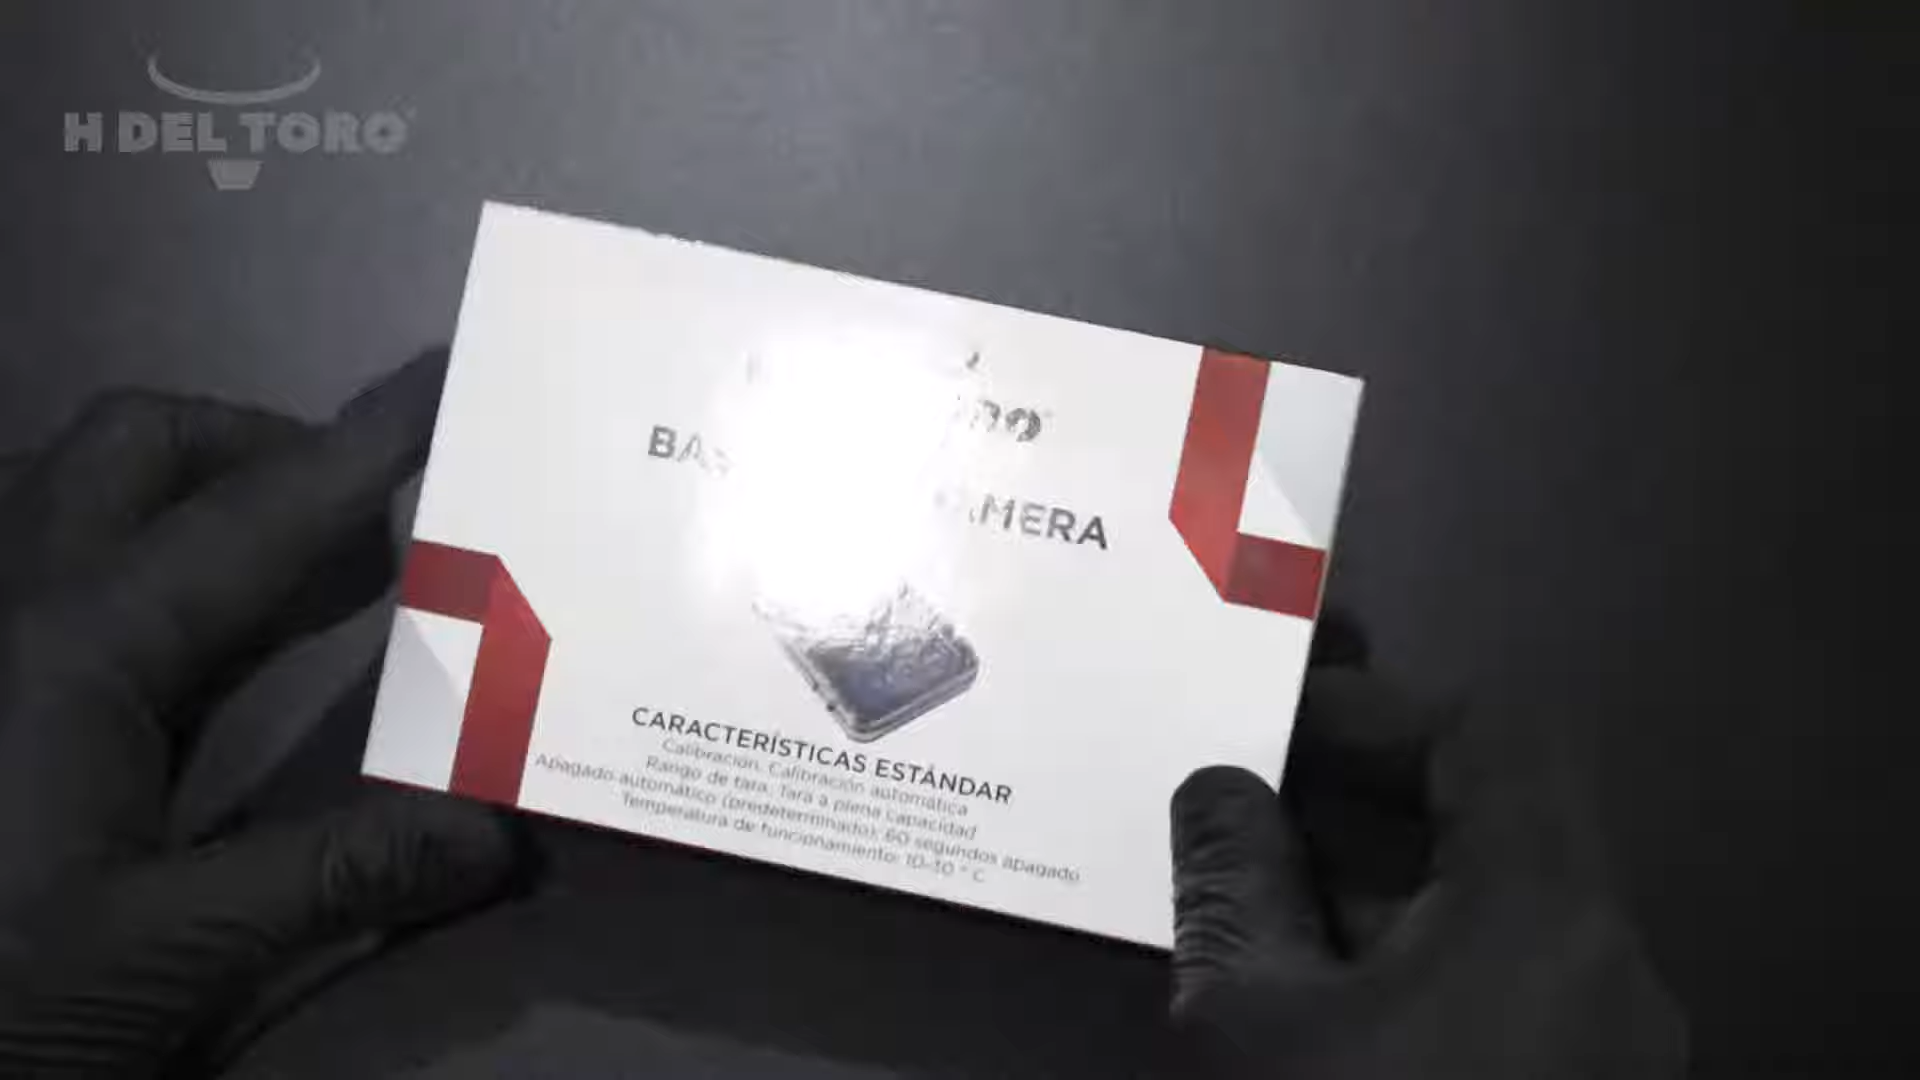 H DEL TORO
CARACTERÍSTICAS ESTÁNDAR
Calibración. Calibración automática
Rango de tara. Tara a plena capacidad
Apagado automático (predeterminado): 60 segundos apagado
Temperatura de funcionamiento: 10-30 ° C